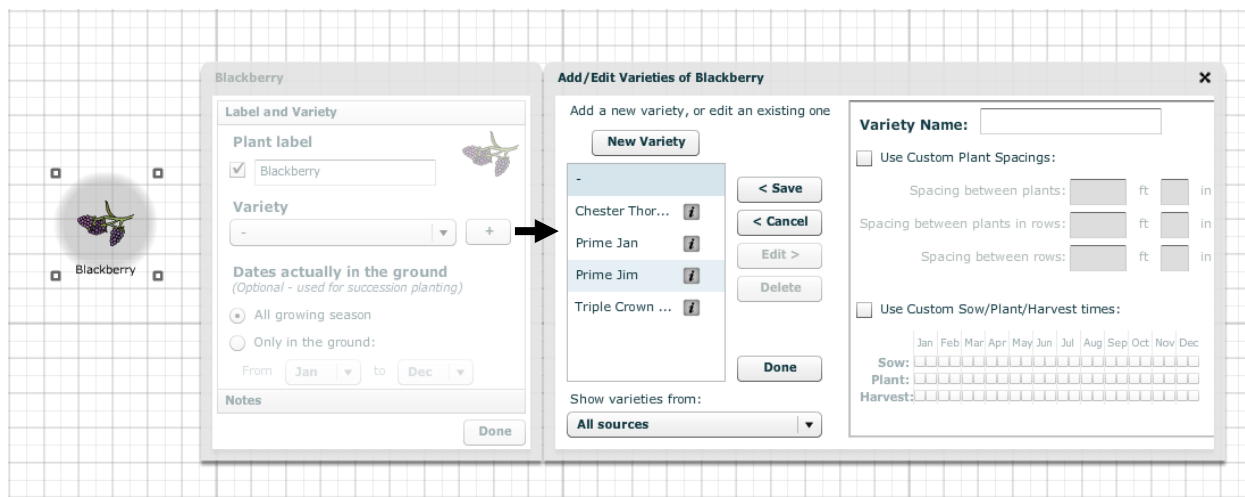 Blackberry
Blackberry
Label and Variety
Plant label
Blackberry
Variety
-
+
Dates actually in the ground
(Optional - used for succession planting)
All growing season
Only in the ground:
From Jan to Dec
Notes
Done
Add/Edit Varieties of Blackberry
Add a new variety, or edit an existing one
New Variety
-
Chester Thor... i
Prime Jan i
Prime Jim i
Triple Crown ... i
< Save
< Cancel
Edit >
Delete
Done
Show varieties from:
All sources
Variety Name:
Use Custom Plant Spacings:
Spacing between plants: ft in
Spacing between plants in rows: ft in
Spacing between rows: ft in
Use Custom Sow/Plant/Harvest times:
Jan Feb Mar Apr May Jun Jul Aug Sep Oct Nov Dec
Sow:
Plant:
Harvest: